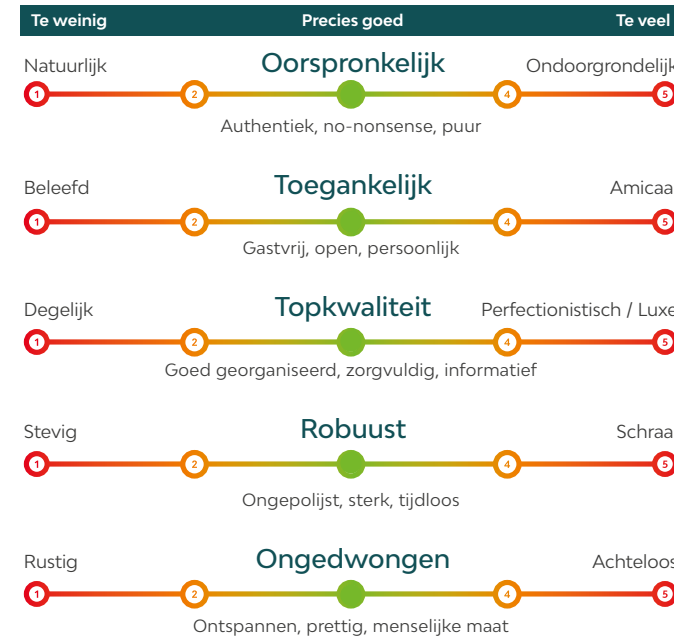 Te weinig Precies goed Te veel
Natuurlijk Oorspronkelijk Ondoorgrondelijk
1 2 4 5
Authentiek, no-nonsense, puur
Beleefd Toegankelijk Amicaa
1 2 4 5
Gastvrij, open, persoonlijk
Degelijk Topkwaliteit Perfectionistisch / Luxe
1 2 4 5
Goed georganiseerd, zorgvuldig, informatief
Stevig Robuust Schraa
1 2 4 5
Ongepolijst, sterk, tijdloos
Rustig Ongedwongen Achteloos
1 2 4 5
Ontspannen, prettig, menselijke maat